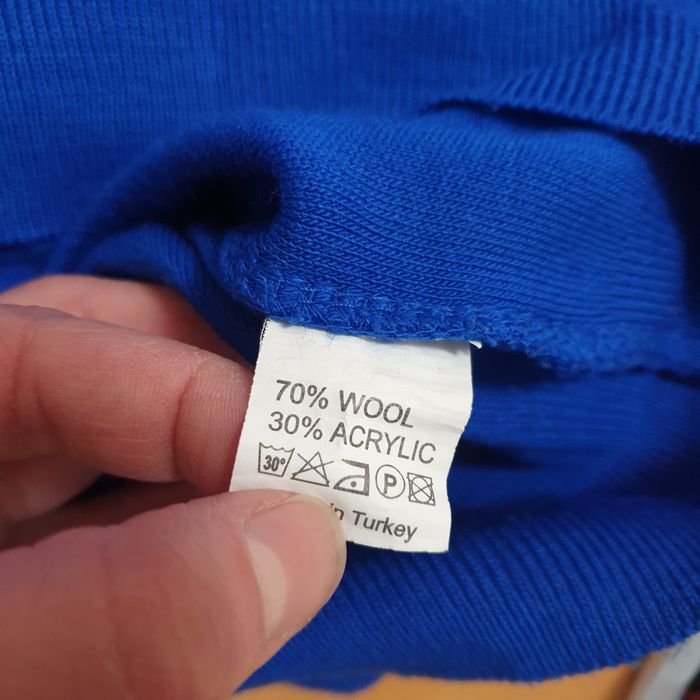 70% WOOL
30% ACRYLIC
30° P
in Turkey